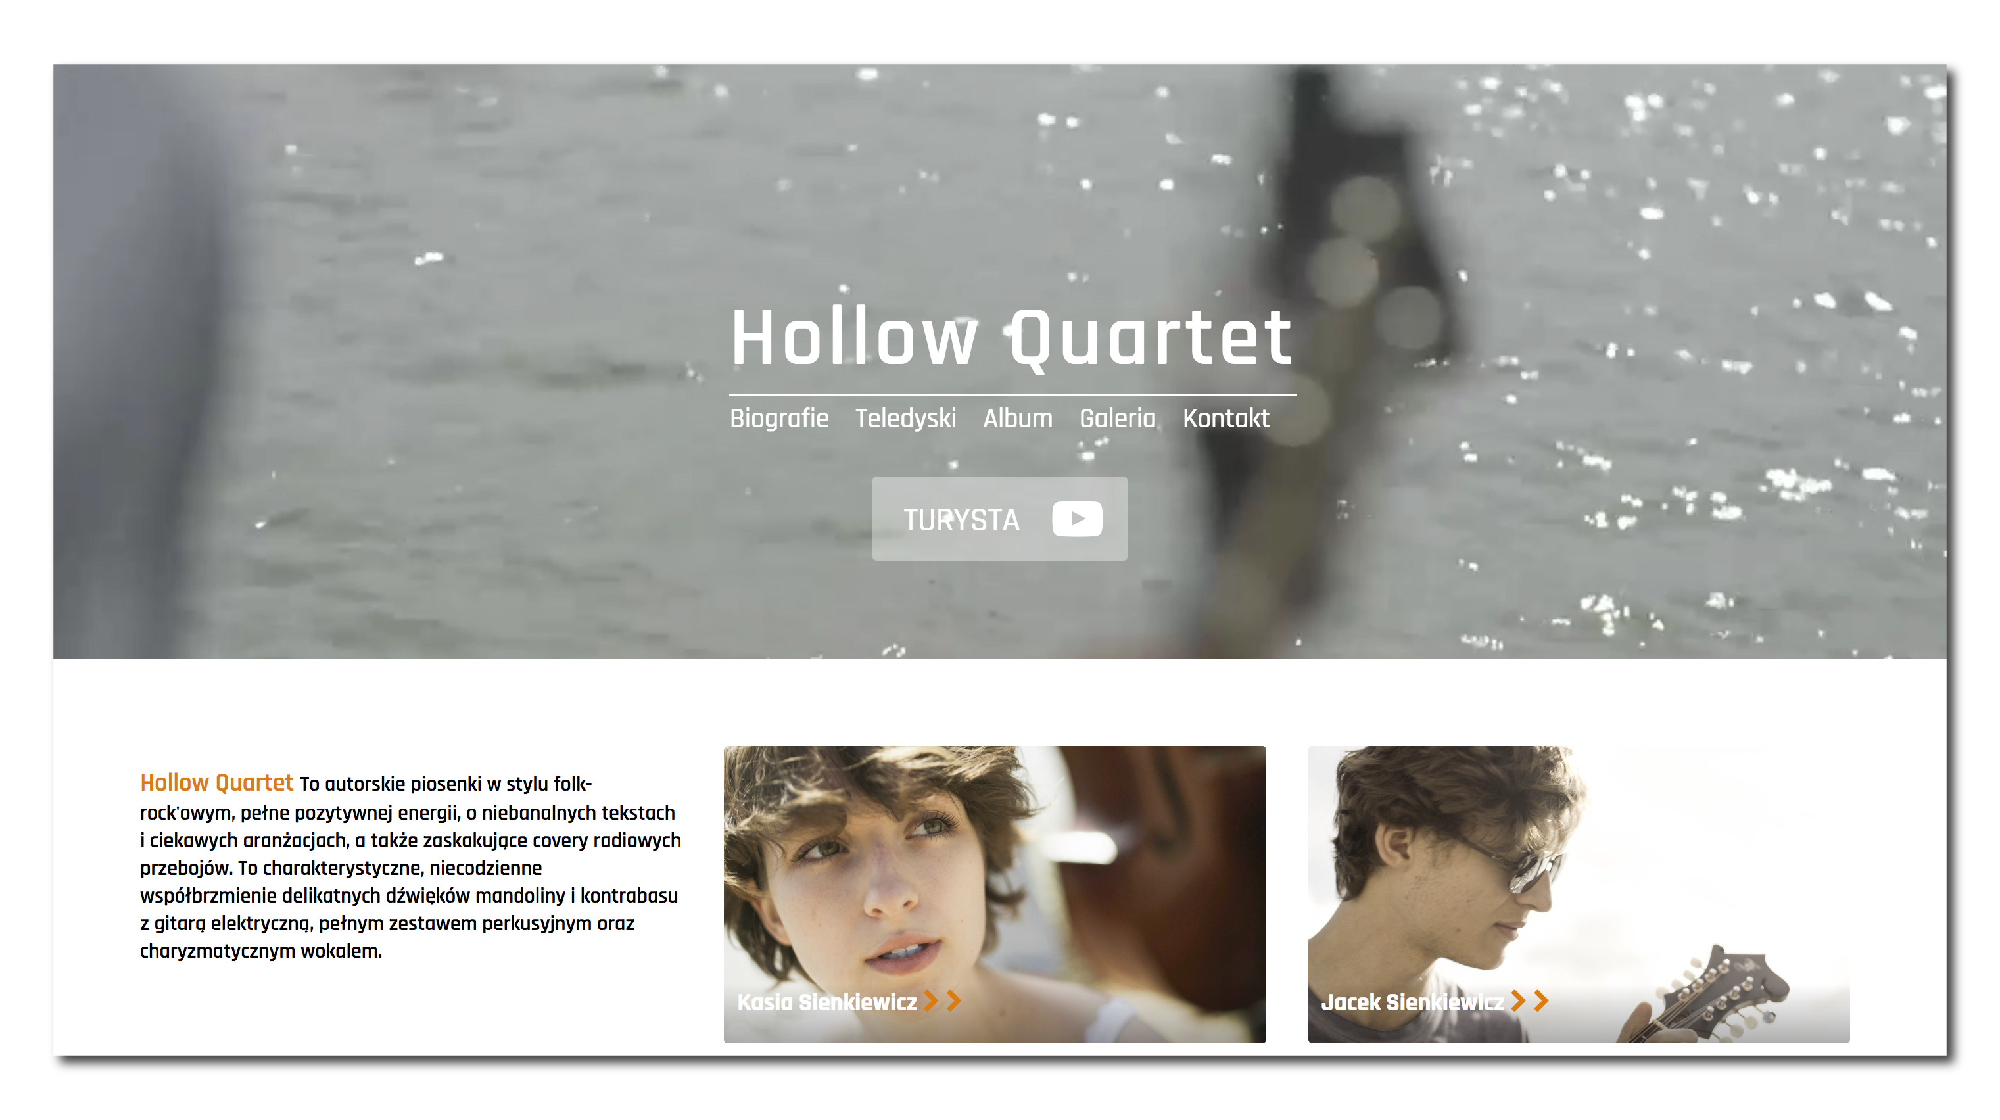 Hollow Quartet
Biografie Teledyski Album Galeria Kontakt
TURYSTA
Hollow Quartet To autorskie piosenki w stylu folk-
rock'owym, pełne pozytywnej energii, o niebanalnych tekstach
i ciekawych aranżacjach, a także zaskakujące covery radiowych
przebojów. To charakterystyczne, niecodzienne
współbrzmienie delikatnych dźwięków mandoliny i kontrabasu
z gitarą elektryczną, pełnym zestawem perkusyjnym oraz
charyzmatycznym wokalem.
Kasia Sienkiewicz
Jacek Sienkiewicz